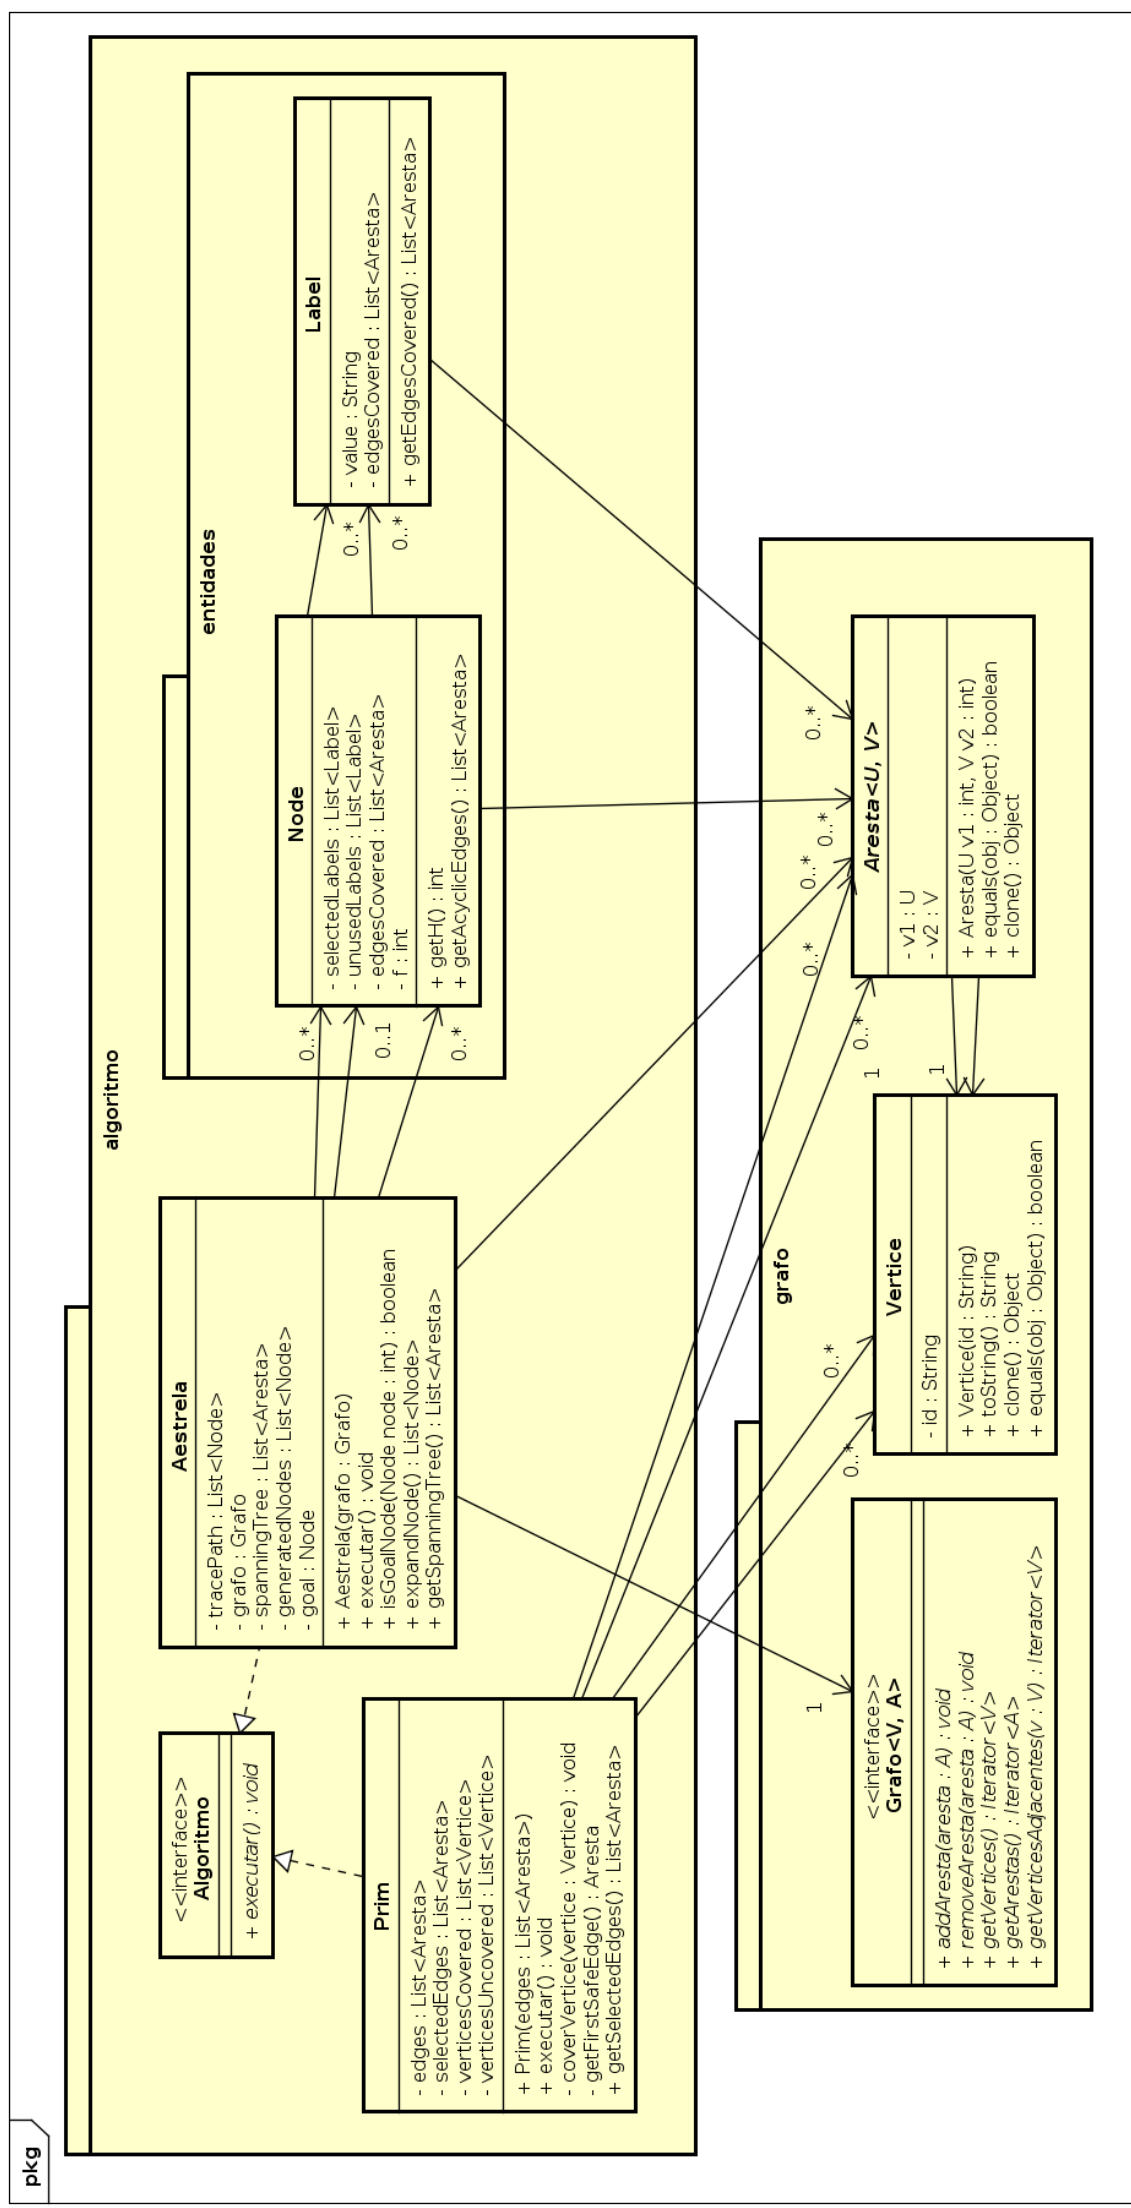 pkg
algoritmo
<<interface>>
Algoritmo
+ executar() : void
Aestrela
- tracePath : List<Node>
- grafo : Grafo
- spanningTree : List<Aresta>
- generatedNodes : List<Node>
- goal : Node
+ Aestrela(grafo : Grafo)
+ executar() : void
+ isGoalNode(Node node : int) : boolean
+ expandNode() : List<Node>
+ getSpanningTree() : List<Aresta>
Prim
- edges : List<Aresta>
- selectedEdges : List<Aresta>
- verticesCovered : List<Vertice>
- verticesUncovered : List<Vertice>
+ Prim(edges : List<Aresta>)
+ executar() : void
- coverVertice(vertice : Vertice) : void
- getFirstSafeEdge() : Aresta
+ getSelectedEdges() : List<Aresta>
entidades
0..*
0..1
0..*
Node
- selectedLabels : List<Label>
- unusedLabels : List<Label>
- edgesCovered : List<Aresta>
- f : int
+ getH() : int
+ getAcyclicEdges() : List<Aresta>
0..*
0..*
Label
- value : String
- edgesCovered : List<Aresta>
+ getEdgesCovered() : List<Aresta>
grafo
1
<<interface>>
Grafo<V, A>
+ addAresta(aresta : A) : void
+ removeAresta(aresta : A) : void
+ getVertices() : Iterator<V>
+ getArestas() : Iterator<A>
+ getVerticesAdjacentes(v : V) : Iterator<V>
0..*
0..*
Vertice
- id : String
+ Vertice(id : String)
+ toString() : String
+ clone() : Object
+ equals(obj : Object) : boolean
1
1
0..*
0..*
0..*
0..*
0..*
Aresta<U, V>
- v1 : U
- v2 : V
+ Aresta(U v1 : int, V v2 : int)
+ equals(obj : Object) : boolean
+ clone() : Object